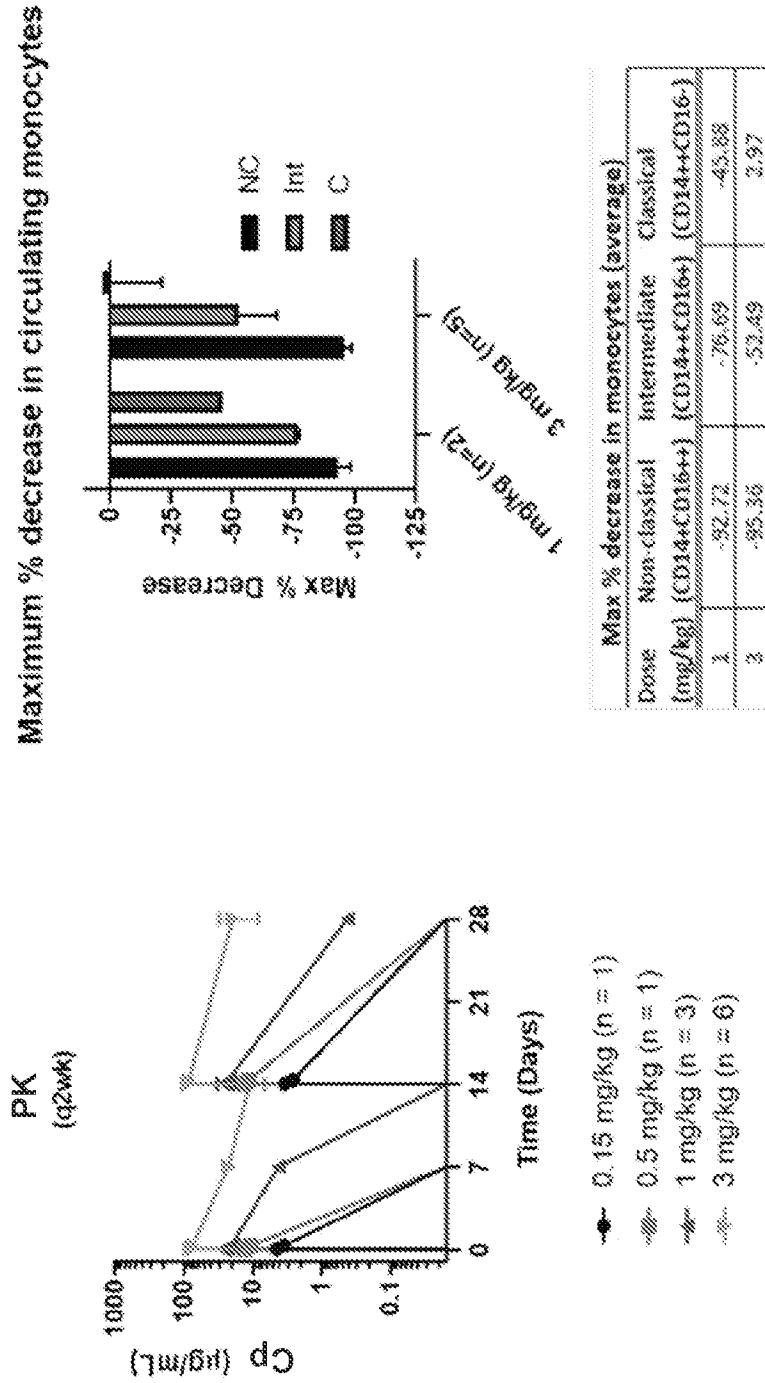 PK
(q2wk)
Cp (µg/mL)
1000
100
10
1
0.1
0 7 14 21 28
Time (Days)
0.15 mg/kg (n = 1)
0.5 mg/kg (n = 1)
1 mg/kg (n = 3)
3 mg/kg (n = 6)
Maximum % decrease in circulating monocytes
Max % Decrease
0
-25
-50
-75
-100
-125
1 mg/kg (n=2)
3 mg/kg (n=5)
NC
Int
C
Max % decrease in monocytes (average)
Dose Non-classical Intermediate Classical
(mg/kg) (CD14+CD16++) (CD14++CD16+) (CD14++CD16-)
1 -92.72 -76.69 -45.88
3 -95.36 -52.49 2.97